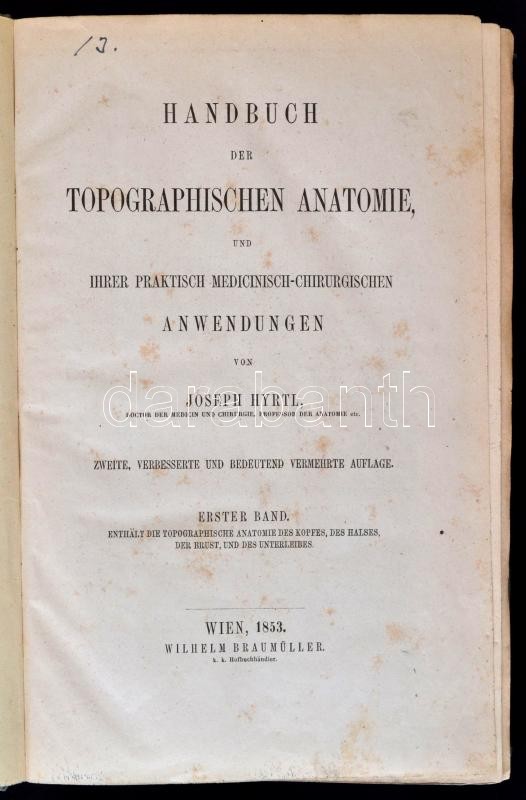 13.
HANDBUCH
DER
TOPOGRAPHISCHEN ANATOMIE,
UND
IHRER PRAKTISCH MEDICINISCH-CHIRURGISCHEN
ANWENDUNGEN
VON
JOSEPH HYRTL,
DOCTOR DER MEDICIN UND CHIRURGIE, PROFESSOR DER ANATOMIE etc.
darabanth
ZWEITE, VERBESSERTE UND BEDEUTEND VERMEHRTE AUFLAGE.
ERSTER BAND.
ENTHÄLT DIE TOPOGRAPHISCHE ANATOMIE DES KOPFES, DES HALSES,
DER BRUST, UND DES UNTERLEIBES.
WIEN, 1853.
WILHELM BRAUMÜLLER.
k. k. Hofbuchhändler.